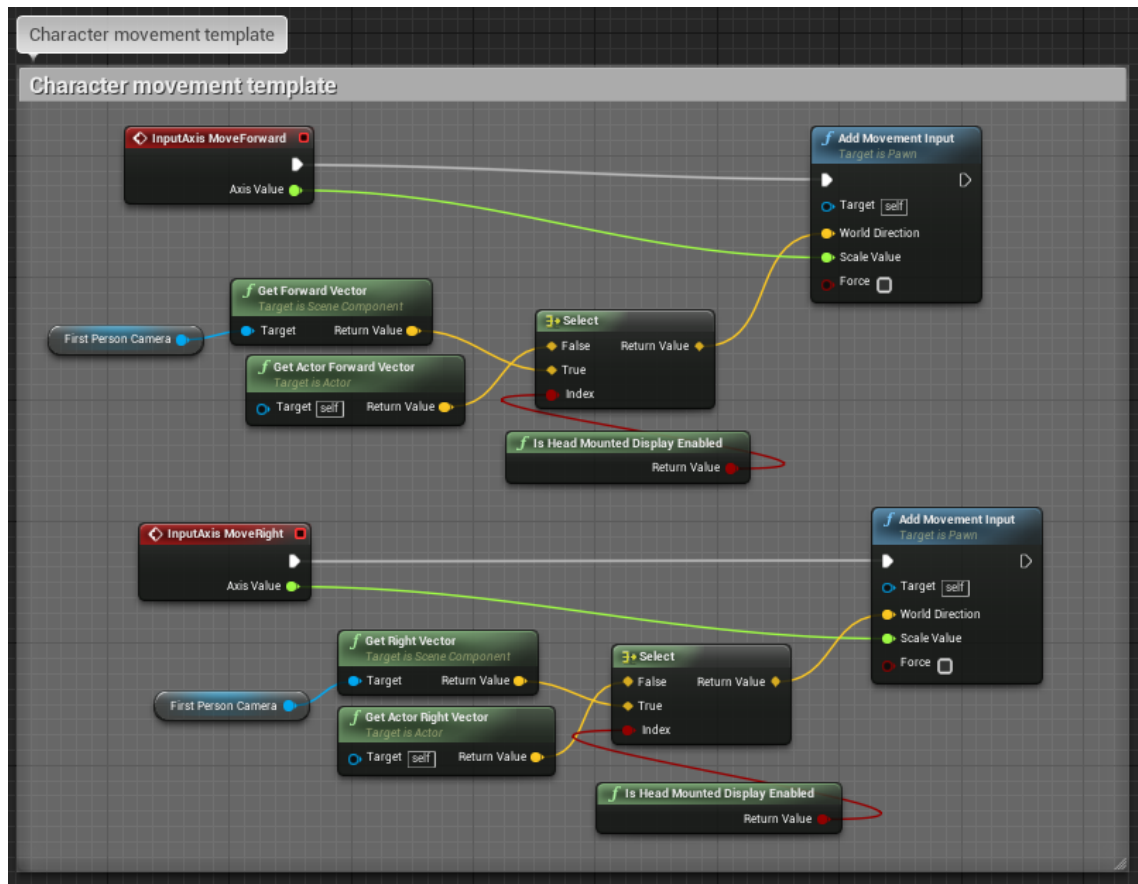 Character movement template
Character movement template
InputAxis MoveForward
Axis Value
Add Movement Input
Target is Pawn
Target self
World Direction
Scale Value
Force
Get Forward Vector
Target is Scene Component
Target Return Value
First Person Camera
Get Actor Forward Vector
Target is Actor
Target self Return Value
Select
False Return Value
True
Index
f Is Head Mounted Display Enabled
Return Value
InputAxis MoveRight
Axis Value
Add Movement Input
Target is Pawn
Target self
World Direction
Scale Value
Force
Get Right Vector
Target is Scene Component
Target Return Value
First Person Camera
Get Actor Right Vector
Target is Actor
Target self Return Value
Select
False Return Value
True
Index
f Is Head Mounted Display Enabled
Return Value